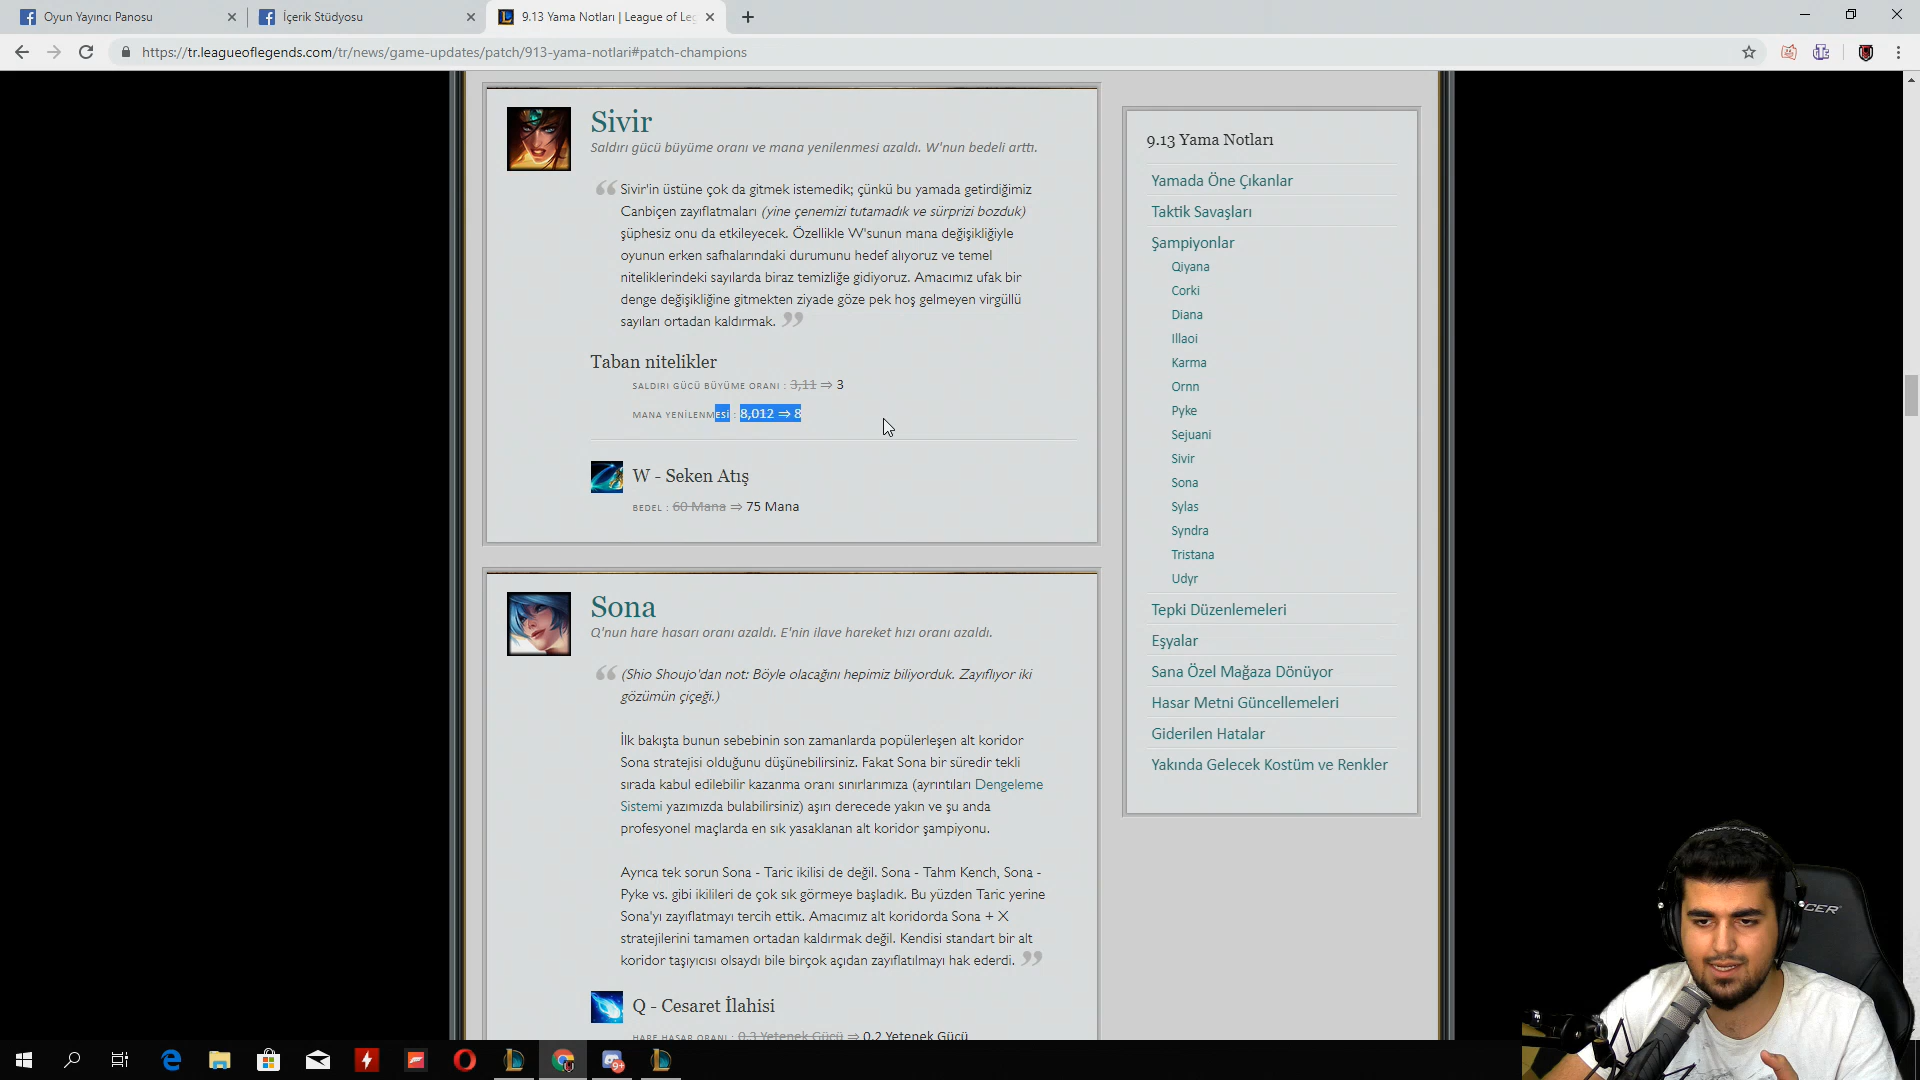 Oyun Yayıncı Panosu
İçerik Stüdyosu
9.13 Yama Notları | League of Leg
https://tr.leagueoflegends.com/tr/news/game-updates/patch/913-yama-notlari#patch-champions
Sivir
Saldırı gücü büyüme oranı ve mana yenilenmesi azaldı. W'nun bedeli arttı.
“ Sivir'in üstüne çok da gitmek istemedik; çünkü bu yamada getirdiğimiz
Canbiçen zayıflatmaları (yine çenemizi tutamadık ve sürprizi bozduk)
şüphesiz onu da etkileyecek. Özellikle W'sunun mana değişikliğiyle
oyunun erken safhalarındaki durumunu hedef alıyoruz ve temel
niteliklerindeki sayılarda biraz temizliğe gidiyoruz. Amacımız ufak bir
denge değişikliğine gitmekten ziyade göze pek hoş gelmeyen virgüllü
sayıları ortadan kaldırmak. ”
Taban nitelikler
SALDIRI GÜCÜ BÜYÜME ORANI : 3,11 ⇒ 3
MANA YENİLENMESİ : 8,012 ⇒ 8
W - Seken Atış
BEDEL : 60 Mana ⇒ 75 Mana
Sona
Q'nun hare hasarı oranı azaldı. E'nin ilave hareket hızı oranı azaldı.
“ (Shio Shoujo'dan not: Böyle olacağını hepimiz biliyorduk. Zayıflıyor iki
gözümün çiçeği.)
İlk bakışta bunun sebebinin son zamanlarda popülerleşen alt koridor
Sona stratejisi olduğunu düşünebilirsiniz. Fakat Sona bir süredir tekli
sırada kabul edilebilir kazanma oranı sınırlarımıza (ayrıntıları Dengeleme
Sistemi yazımızda bulabilirsiniz) aşırı derecede yakın ve şu anda
profesyonel maçlarda en sık yasaklanan alt koridor şampiyonu.
Ayrıca tek sorun Sona - Taric ikilisi de değil. Sona - Tahm Kench, Sona -
Pyke vs. gibi ikilileri de çok sık görmeye başladık. Bu yüzden Taric yerine
Sona'yı zayıflatmayı tercih ettik. Amacımız alt koridorda Sona + X
stratejilerini tamamen ortadan kaldırmak değil. Kendisi standart bir alt
koridor taşıyıcısı olsaydı bile birçok açıdan zayıflatılmayı hak ederdi. ”
Q - Cesaret İlahisi
HARE HASAR ORANI : 0.3 Yetenek Gücü ⇒ 0.2 Yetenek Gücü
9.13 Yama Notları
Yamada Öne Çıkanlar
Taktik Savaşları
Şampiyonlar
Qiyana
Corki
Diana
Illaoi
Karma
Ornn
Pyke
Sejuani
Sivir
Sona
Sylas
Syndra
Tristana
Udyr
Tepki Düzenlemeleri
Eşyalar
Sana Özel Mağaza Dönüyor
Hasar Metni Güncellemeleri
Giderilen Hatalar
Yakında Gelecek Kostüm ve Renkler
9+